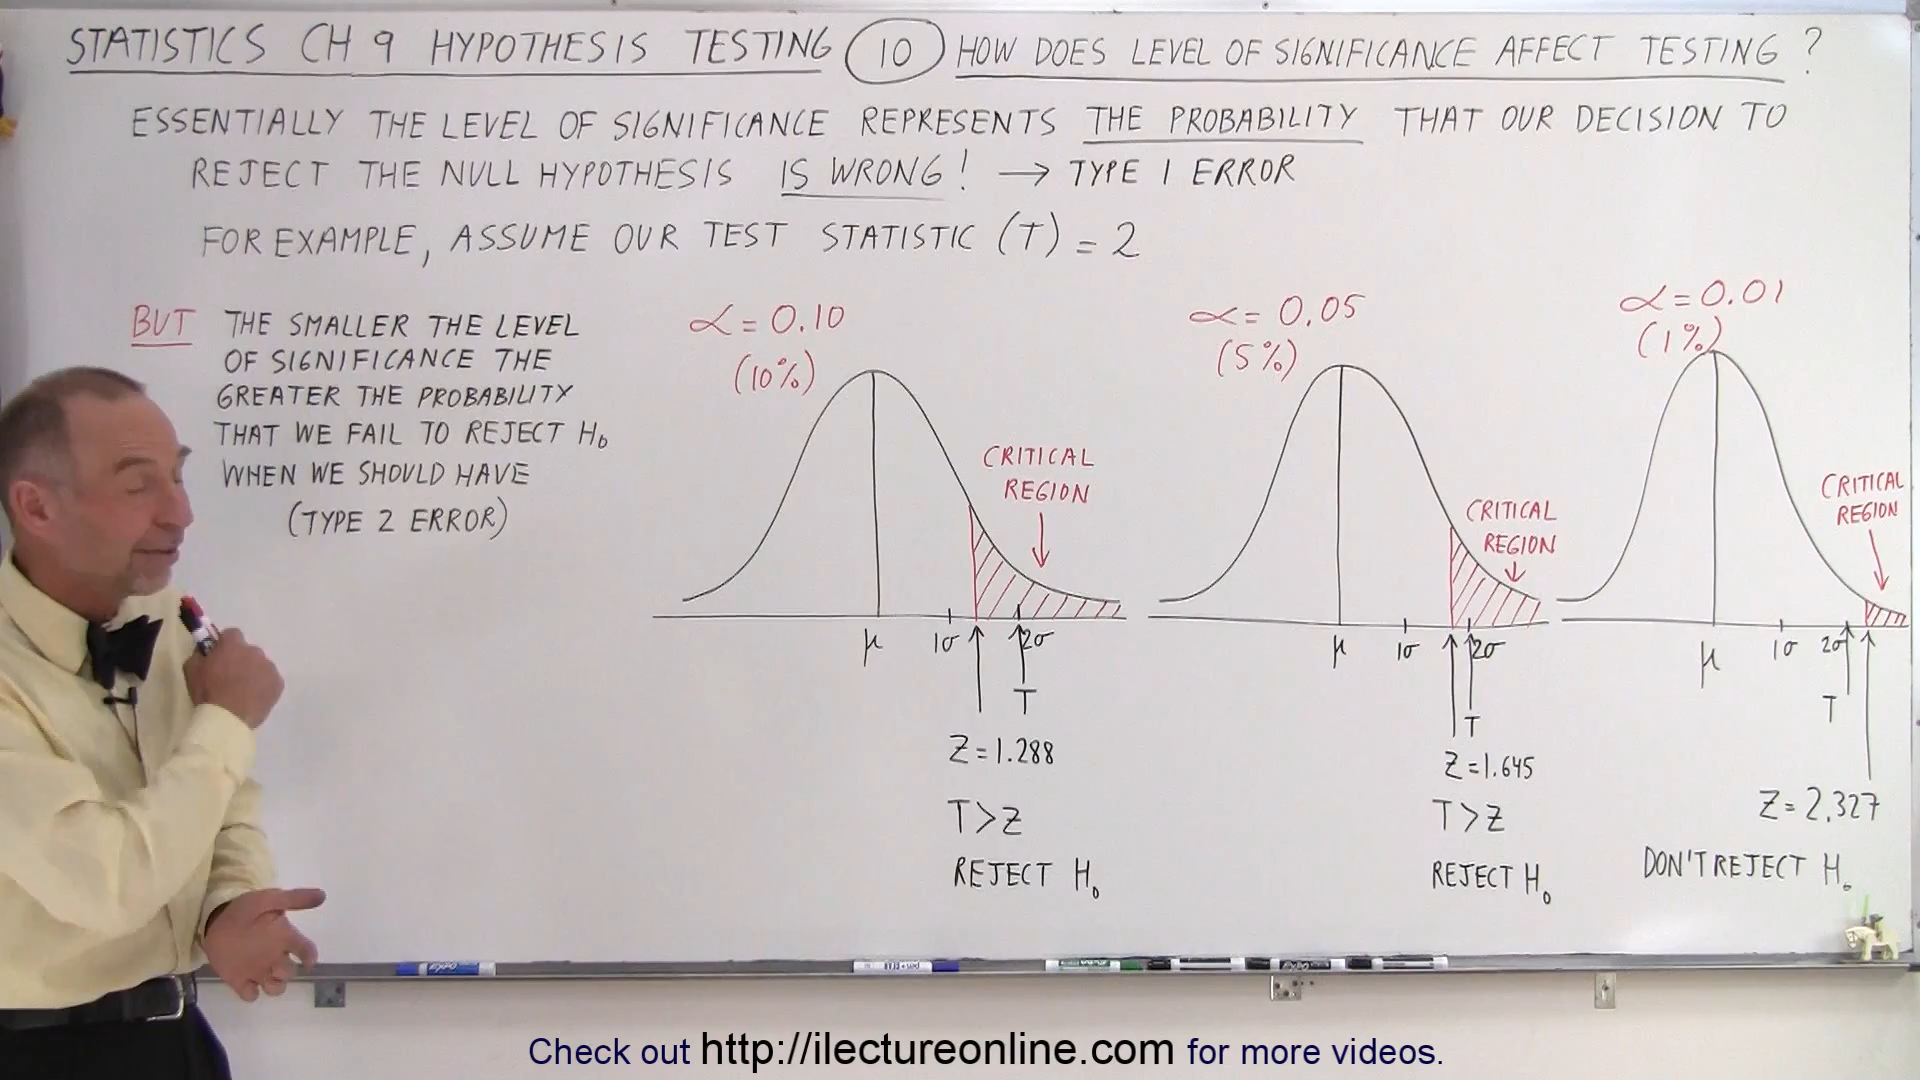 STATISTICS CH 9 HYPOTHESIS TESTING 10 HOW DOES LEVEL OF SIGNIFICANCE AFFECT TESTING?
ESSENTIALLY THE LEVEL OF SIGNIFICANCE REPRESENTS THE PROBABILITY THAT OUR DECISION TO
REJECT THE NULL HYPOTHESIS IS WRONG! → TYPE 1 ERROR
FOR EXAMPLE, ASSUME OUR TEST STATISTIC (T) = 2
BUT THE SMALLER THE LEVEL
OF SIGNIFICANCE THE
GREATER THE PROBABILITY
THAT WE FAIL TO REJECT H₀
WHEN WE SHOULD HAVE
(TYPE 2 ERROR)
α = 0.10
(10%)
CRITICAL
REGION
μ 1σ 2σ
T
Z = 1.288
T > Z
REJECT H₀
α = 0.05
(5%)
CRITICAL
REGION
μ 1σ 2σ
T
Z = 1.645
T > Z
REJECT H₀
α = 0.01
(1%)
CRITICAL
REGION
μ 1σ 2σ
T
Z = 2.327
DON'T REJECT H₀
Check out http://ilectureonline.com for more videos.